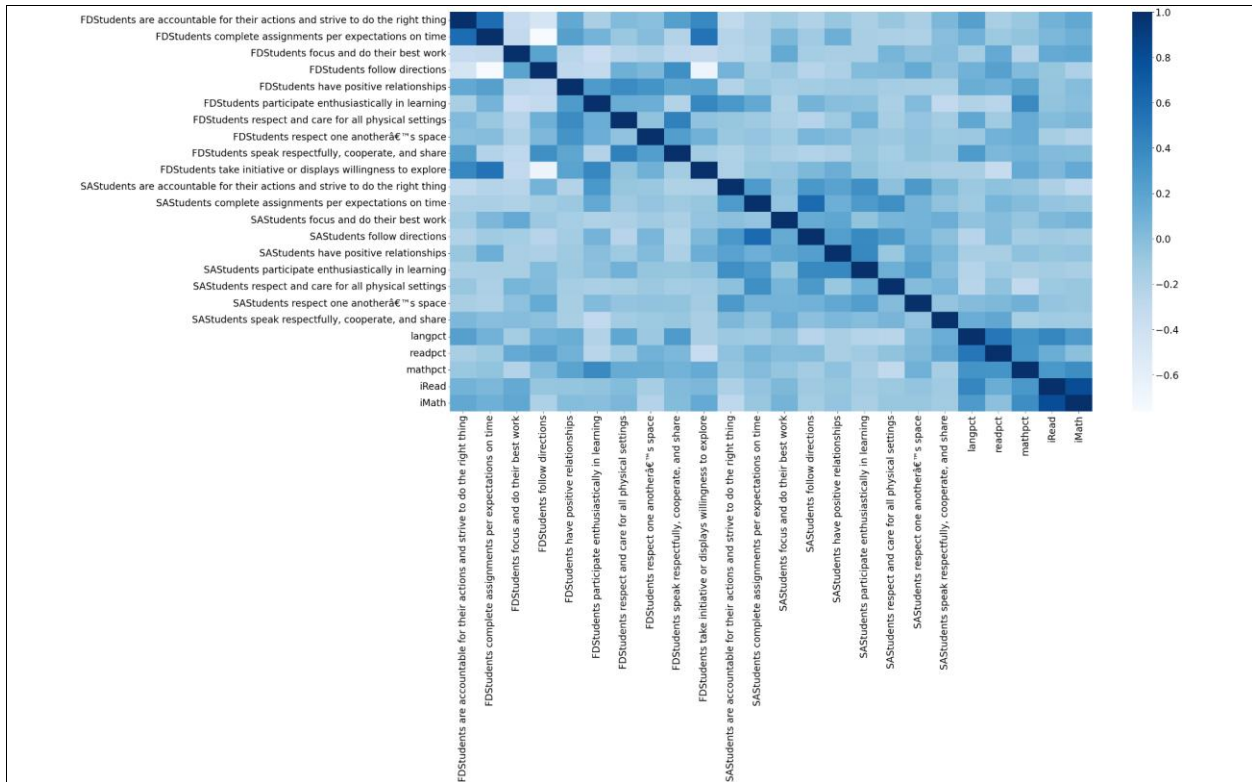 FDStudents are accountable for their actions and strive to do the right thing
FDStudents complete assignments per expectations on time
FDStudents focus and do their best work
FDStudents follow directions
FDStudents have positive relationships
FDStudents participate enthusiastically in learning
FDStudents respect and care for all physical settings
FDStudents respect one anotherâ€™s space
FDStudents speak respectfully, cooperate, and share
FDStudents take initiative or displays willingness to explore
SAStudents are accountable for their actions and strive to do the right thing
SAStudents complete assignments per expectations on time
SAStudents focus and do their best work
SAStudents follow directions
SAStudents have positive relationships
SAStudents participate enthusiastically in learning
SAStudents respect and care for all physical settings
SAStudents respect one anotherâ€™s space
SAStudents speak respectfully, cooperate, and share
langpct
readpct
mathpct
iRead
iMath
FDStudents are accountable for their actions and strive to do the right thing
FDStudents complete assignments per expectations on time
FDStudents focus and do their best work
FDStudents follow directions
FDStudents have positive relationships
FDStudents participate enthusiastically in learning
FDStudents respect and care for all physical settings
FDStudents respect one anotherâ€™s space
FDStudents speak respectfully, cooperate, and share
FDStudents take initiative or displays willingness to explore
SAStudents are accountable for their actions and strive to do the right thing
SAStudents complete assignments per expectations on time
SAStudents focus and do their best work
SAStudents follow directions
SAStudents have positive relationships
SAStudents participate enthusiastically in learning
SAStudents respect and care for all physical settings
SAStudents respect one anotherâ€™s space
SAStudents speak respectfully, cooperate, and share
langpct
readpct
mathpct
iRead
iMath
1.0
0.8
0.6
0.4
0.2
0.0
−0.2
−0.4
−0.6